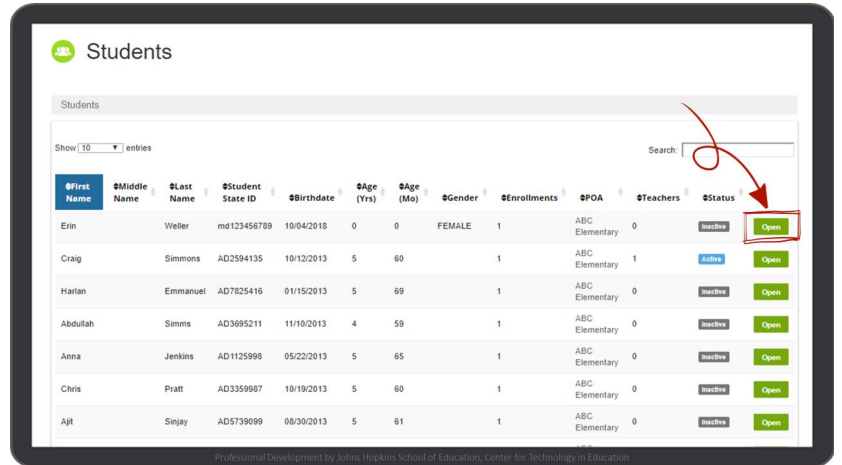 Students
Students
Show 10 entries
Search:
First Name Middle Name Last Name Student State ID Birthdate Age (Yrs) Age (Mo) Gender Enrollments POA Teachers Status
Erin Weller md123456789 10/04/2018 0 0 FEMALE 1 ABC Elementary 0 Inactive Open
Craig Simmons AD2594135 10/12/2013 5 60 1 ABC Elementary 1 Active Open
Harlan Emmanuel AD7825416 01/15/2013 5 69 1 ABC Elementary 0 Inactive Open
Abdullah Simms AD3695211 11/10/2013 4 59 1 ABC Elementary 0 Inactive Open
Anna Jenkins AD1125998 05/22/2013 5 65 1 ABC Elementary 0 Inactive Open
Chris Pratt AD3359987 10/19/2013 5 60 1 ABC Elementary 0 Inactive Open
Ajit Sinjay AD5739099 08/30/2013 5 61 1 ABC Elementary 0 Inactive Open
Professional Development by Johns Hopkins School of Education, Center for Technology in Education